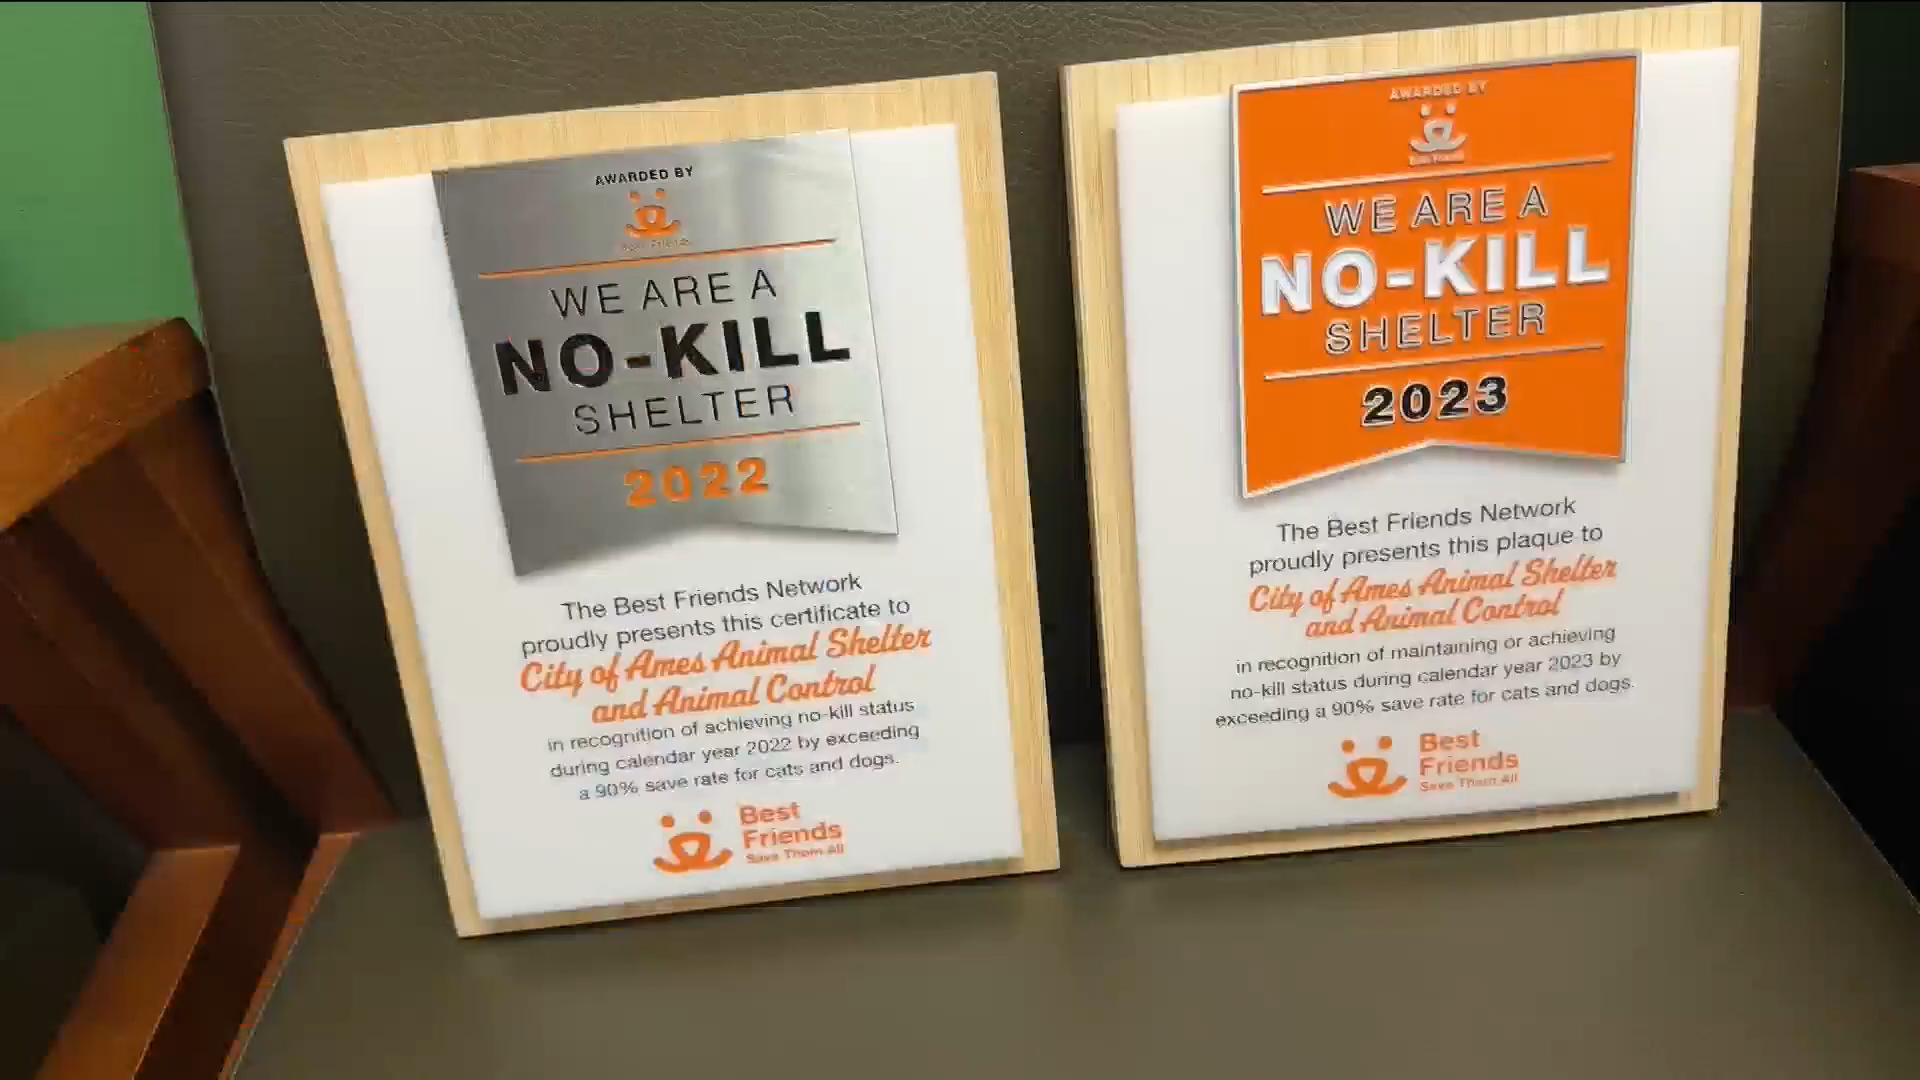 AWARDED BY
Best Friends
WE ARE A
NO-KILL
SHELTER
2022
The Best Friends Network
proudly presents this certificate to
City of Ames Animal Shelter
and Animal Control
in recognition of achieving no-kill status
during calendar year 2022 by exceeding
a 90% save rate for cats and dogs.
Best
Friends
Save Them All
AWARDED BY
Best Friends
WE ARE A
NO-KILL
SHELTER
2023
The Best Friends Network
proudly presents this plaque to
City of Ames Animal Shelter
and Animal Control
in recognition of maintaining or achieving
no-kill status during calendar year 2023 by
exceeding a 90% save rate for cats and dogs.
Best
Friends
Save Them All